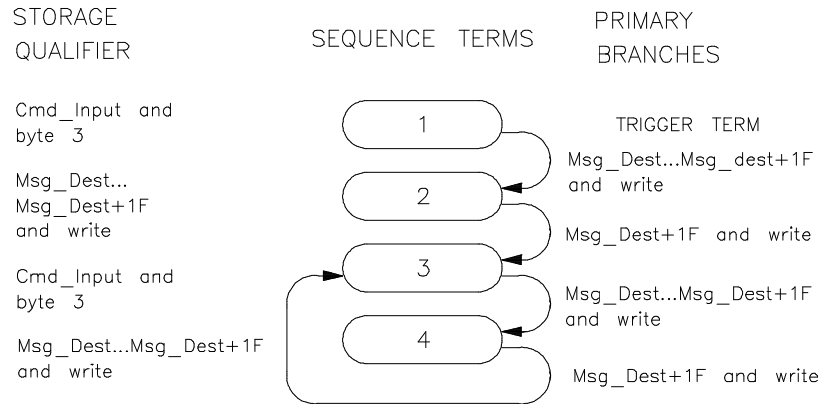 STORAGE
QUALIFIER
SEQUENCE TERMS
PRIMARY
BRANCHES
Cmd_Input and
byte 3
1
TRIGGER TERM
Msg_Dest...Msg_dest+1F
and write
Msg_Dest...
Msg_Dest+1F
and write
2
Msg_Dest+1F and write
Cmd_Input and
byte 3
3
Msg_Dest...Msg_Dest+1F
and write
Msg_Dest...Msg_Dest+1F
and write
4
Msg_Dest+1F and write